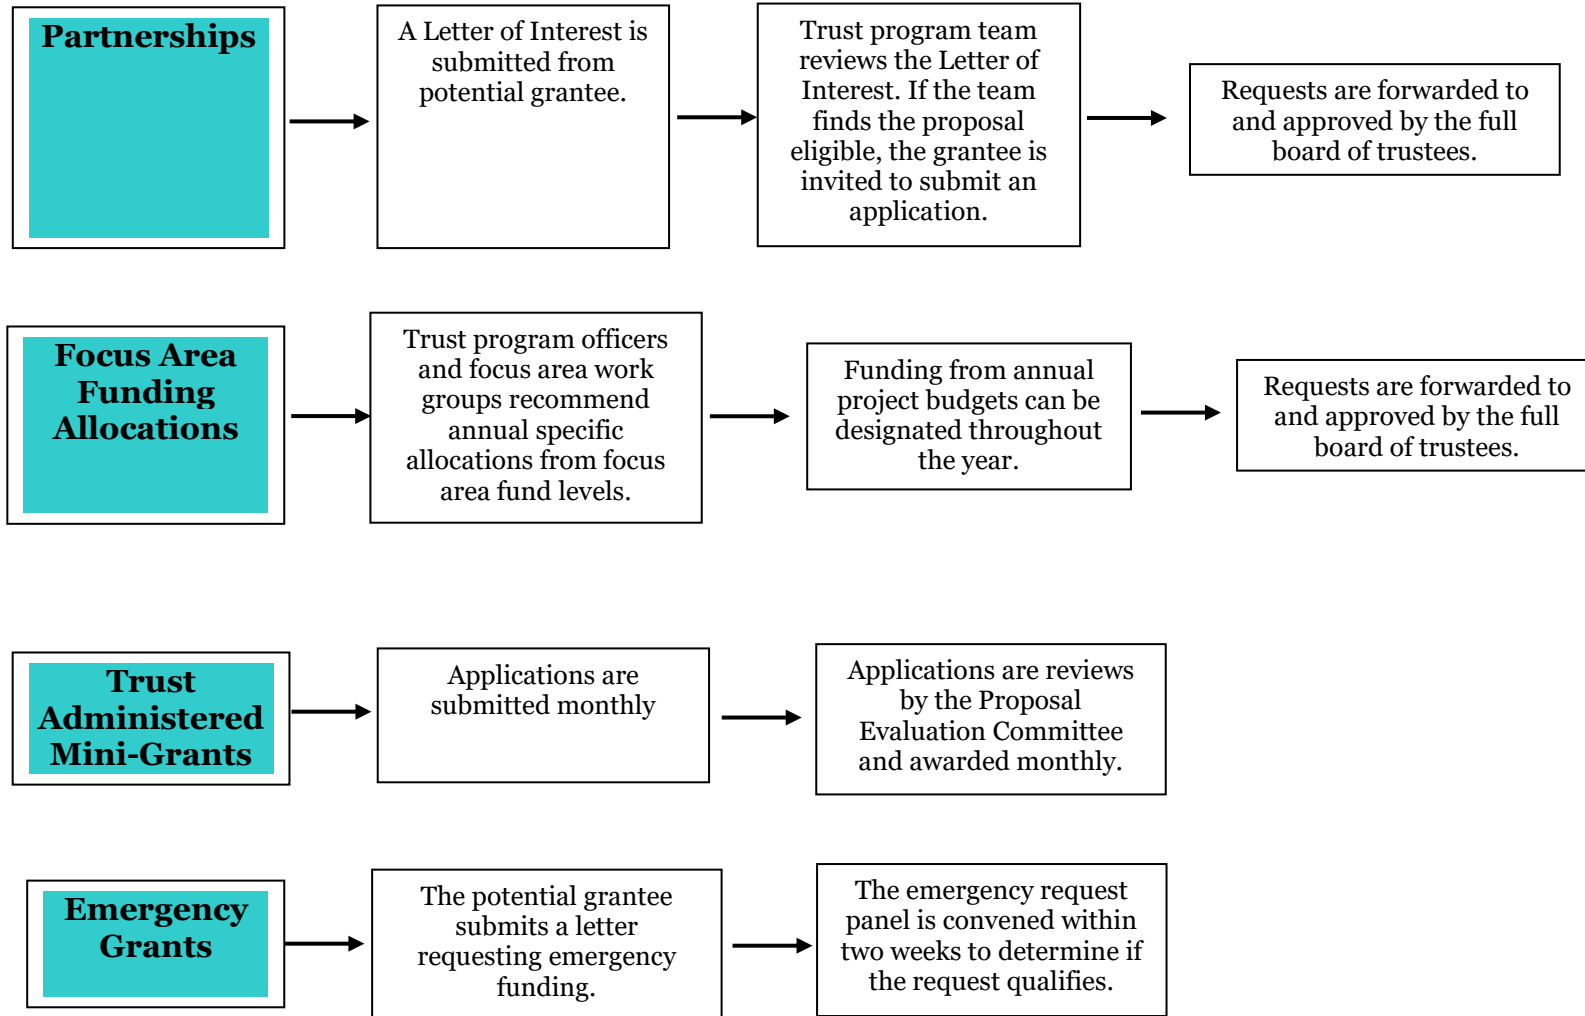 Partnerships
A Letter of Interest is
submitted from
potential grantee.
Trust program team
reviews the Letter of
Interest. If the team
finds the proposal
eligible, the grantee is
invited to submit an
application.
Requests are forwarded to
and approved by the full
board of trustees.
Focus Area
Funding
Allocations
Trust program officers
and focus area work
groups recommend
annual specific
allocations from focus
area fund levels.
Funding from annual
project budgets can be
designated throughout
the year.
Requests are forwarded to
and approved by the full
board of trustees.
Trust
Administered
Mini-Grants
Applications are
submitted monthly
Applications are reviews
by the Proposal
Evaluation Committee
and awarded monthly.
Emergency
Grants
The potential grantee
submits a letter
requesting emergency
funding.
The emergency request
panel is convened within
two weeks to determine if
the request qualifies.